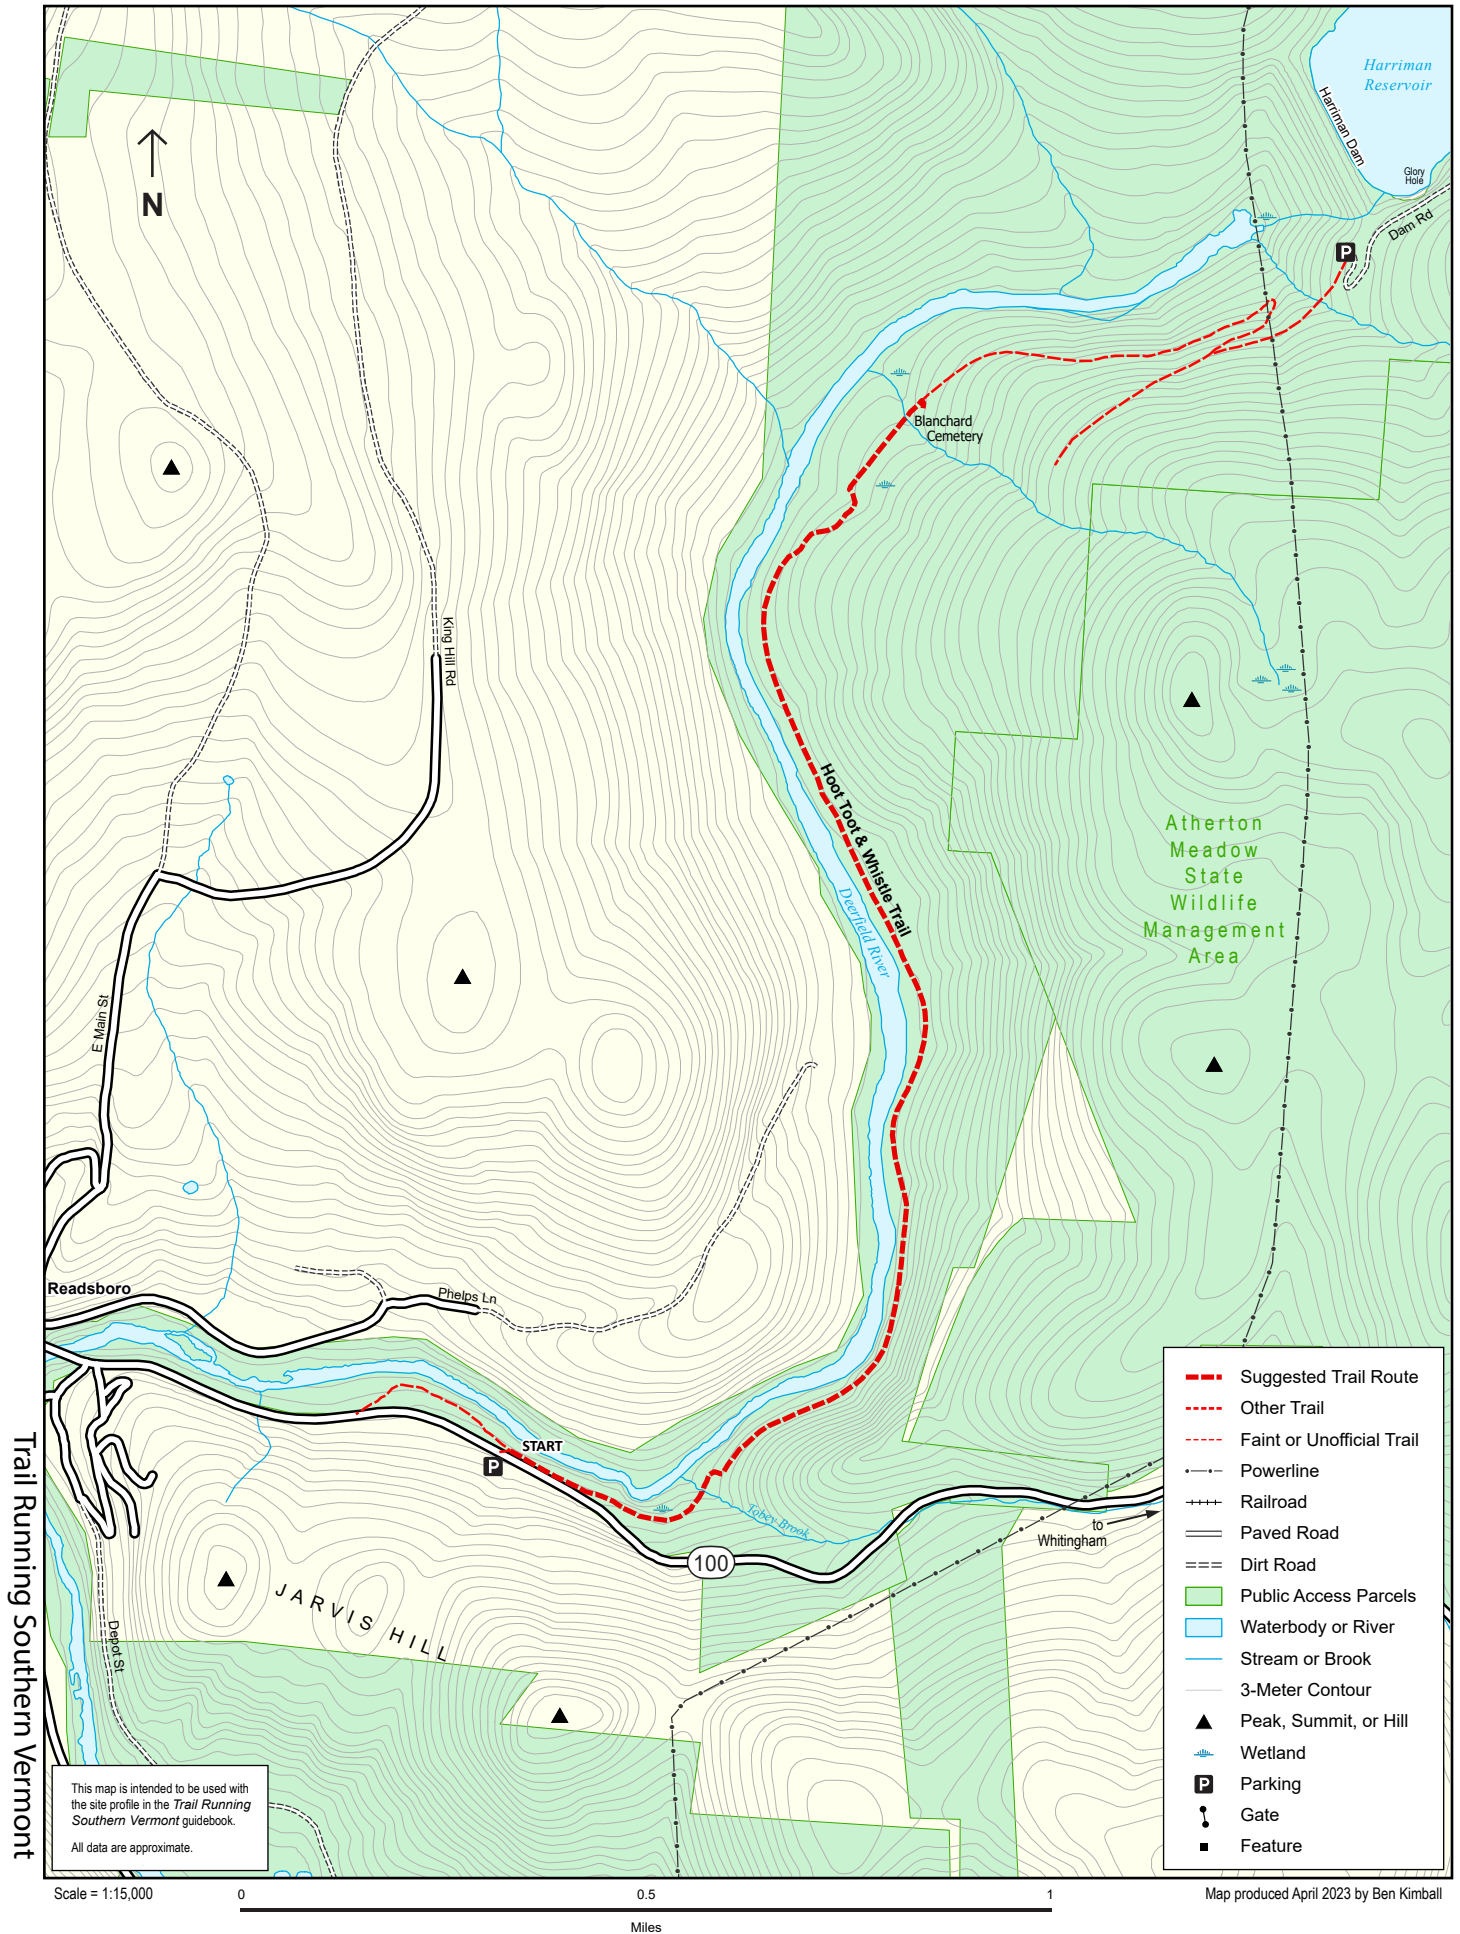 Harriman
Reservoir
Harriman Dam
Glory
Hole
Dam Rd
P
N
Blanchard
Cemetery
King Hill Rd
Hoot Toot & Whistle Trail
Deerfield River
Atherton
Meadow
State
Wildlife
Management
Area
E Main St
Readsboro
Phelps Ln
START
P
Tobey Brook
100
to
Whitingham
JARVIS HILL
Depot St
Trail Running Southern Vermont
This map is intended to be used with
the site profile in the Trail Running
Southern Vermont guidebook.
All data are approximate.
Suggested Trail Route
Other Trail
Faint or Unofficial Trail
Powerline
Railroad
Paved Road
Dirt Road
Public Access Parcels
Waterbody or River
Stream or Brook
3-Meter Contour
Peak, Summit, or Hill
Wetland
P Parking
Gate
Feature
Scale = 1:15,000
0 0.5 1
Miles
Map produced April 2023 by Ben Kimball